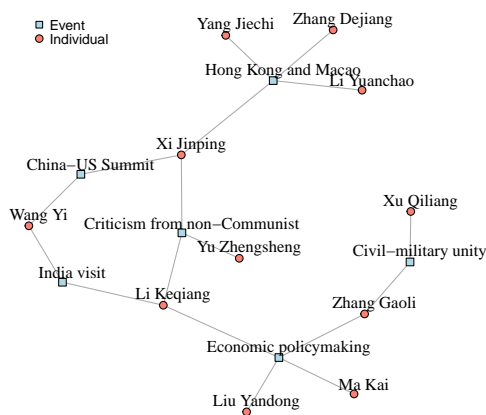 Event
Individual
Yang Jiechi
Zhang Dejiang
Hong Kong and Macao
Li Yuanchao
Xi Jinping
China−US Summit
Wang Yi
Criticism from non−Communist
Xu Qiliang
Yu Zhengsheng
Civil−military unity
India visit
Li Keqiang
Zhang Gaoli
Economic policymaking
Ma Kai
Liu Yandong